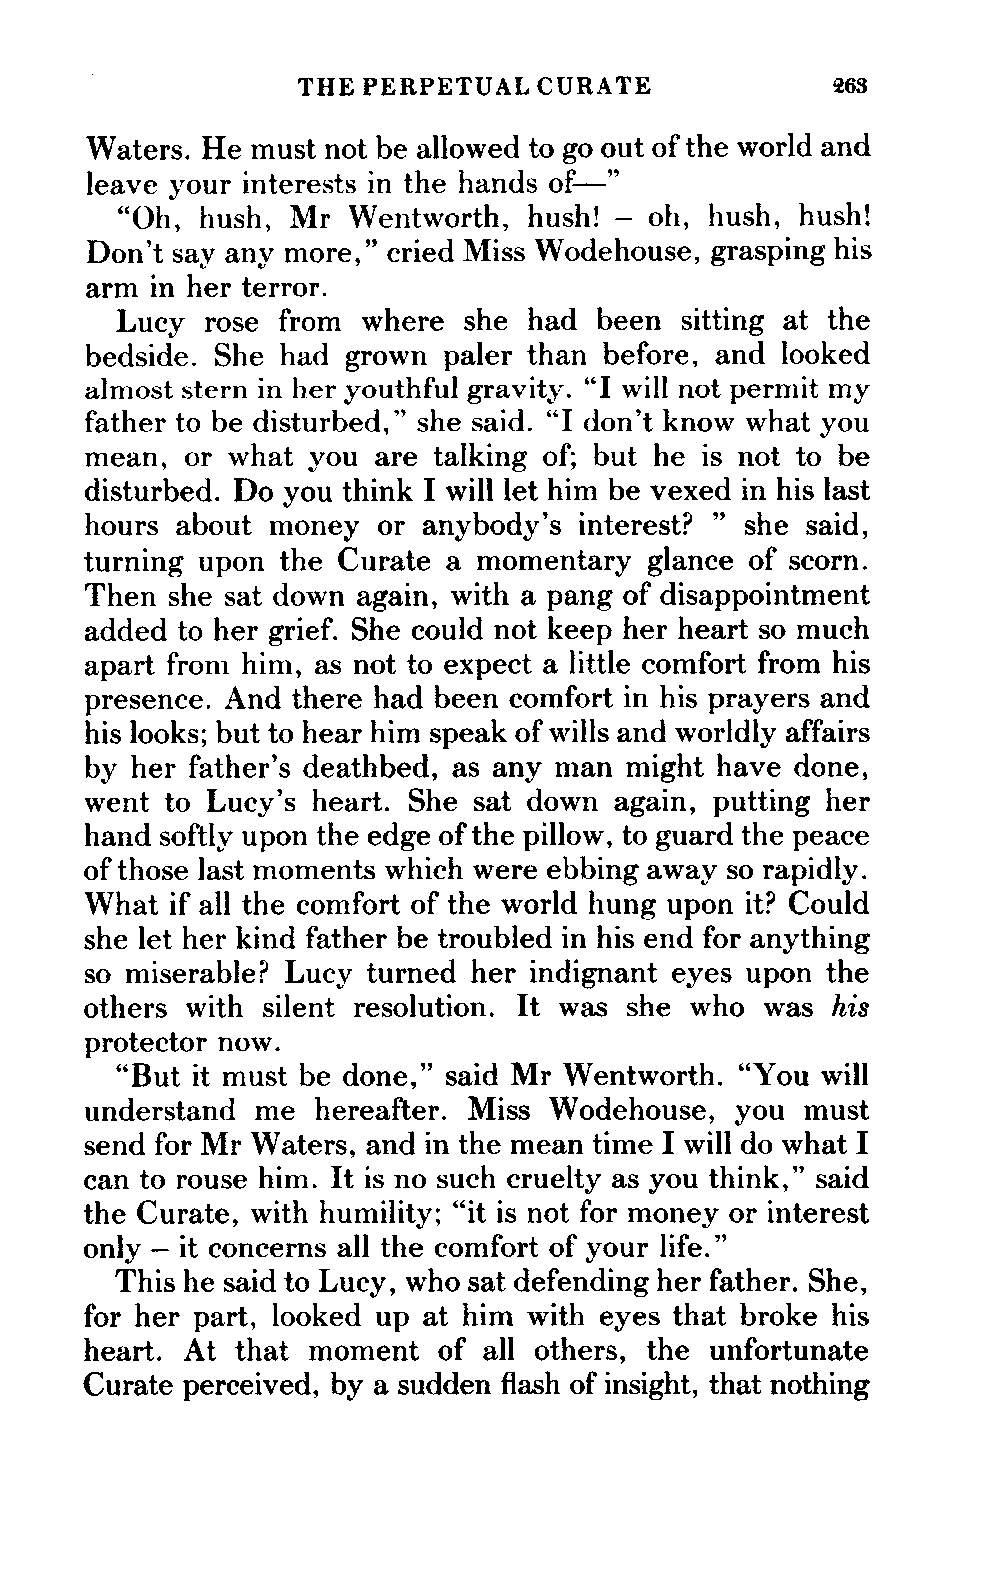 THE PERPETUAL CURATE 263
Waters. He must not be allowed to go out of the world and
leave your interests in the hands of—”
“Oh, hush, Mr Wentworth, hush! – oh, hush, hush!
Don’t say any more,” cried Miss Wodehouse, grasping his
arm in her terror.
Lucy rose from where she had been sitting at the
bedside. She had grown paler than before, and looked
almost stern in her youthful gravity. “I will not permit my
father to be disturbed,” she said. “I don’t know what you
mean, or what you are talking of; but he is not to be
disturbed. Do you think I will let him be vexed in his last
hours about money or anybody’s interest? ” she said,
turning upon the Curate a momentary glance of scorn.
Then she sat down again, with a pang of disappointment
added to her grief. She could not keep her heart so much
apart from him, as not to expect a little comfort from his
presence. And there had been comfort in his prayers and
his looks; but to hear him speak of wills and worldly affairs
by her father’s deathbed, as any man might have done,
went to Lucy’s heart. She sat down again, putting her
hand softly upon the edge of the pillow, to guard the peace
of those last moments which were ebbing away so rapidly.
What if all the comfort of the world hung upon it? Could
she let her kind father be troubled in his end for anything
so miserable? Lucy turned her indignant eyes upon the
others with silent resolution. It was she who was his
protector now.
“But it must be done,” said Mr Wentworth. “You will
understand me hereafter. Miss Wodehouse, you must
send for Mr Waters, and in the mean time I will do what I
can to rouse him. It is no such cruelty as you think,” said
the Curate, with humility; “it is not for money or interest
only – it concerns all the comfort of your life.”
This he said to Lucy, who sat defending her father. She,
for her part, looked up at him with eyes that broke his
heart. At that moment of all others, the unfortunate
Curate perceived, by a sudden flash of insight, that nothing